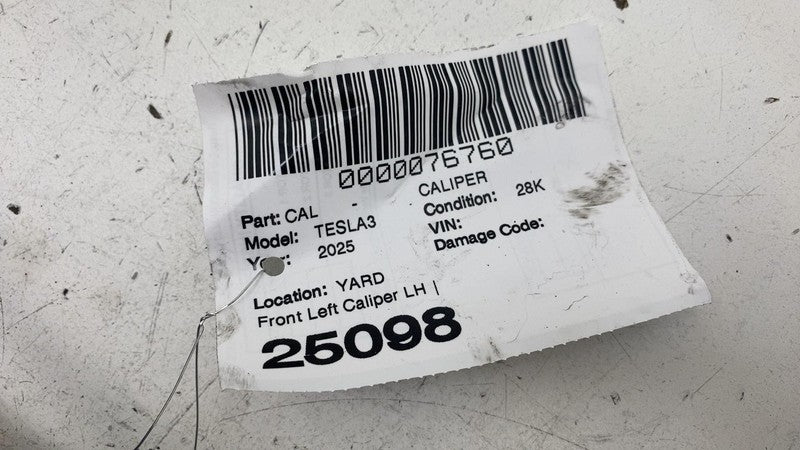 0000076760
Part: CAL - CALIPER
Model: TESLA3 Condition: 28K
Year: 2025 VIN:
Damage Code:
Location: YARD
Front Left Caliper LH |
25098